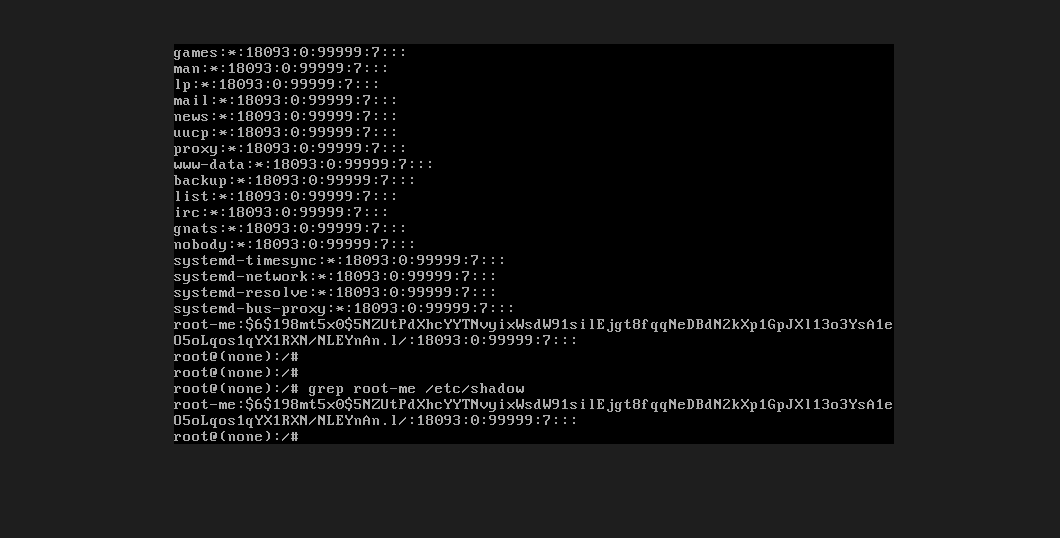 games:*:18093:0:99999:7:::
man:*:18093:0:99999:7:::
lp:*:18093:0:99999:7:::
mail:*:18093:0:99999:7:::
news:*:18093:0:99999:7:::
uucp:*:18093:0:99999:7:::
proxy:*:18093:0:99999:7:::
www-data:*:18093:0:99999:7:::
backup:*:18093:0:99999:7:::
list:*:18093:0:99999:7:::
irc:*:18093:0:99999:7:::
gnats:*:18093:0:99999:7:::
nobody:*:18093:0:99999:7:::
systemd-timesync:*:18093:0:99999:7:::
systemd-network:*:18093:0:99999:7:::
systemd-resolve:*:18093:0:99999:7:::
systemd-bus-proxy:*:18093:0:99999:7:::
root-me:$6$198mt5x0$5NZUtPdXhcYYTNvyixWsdW91silEjgt8fqqNeDBdN2kXp1GpJXl13o3YsA1e
O5oLqos1qYX1RXN/NLEYnAn.l/:18093:0:99999:7:::
root@(none):/#
root@(none):/#
root@(none):/# grep root-me /etc/shadow
root-me:$6$198mt5x0$5NZUtPdXhcYYTNvyixWsdW91silEjgt8fqqNeDBdN2kXp1GpJXl13o3YsA1e
O5oLqos1qYX1RXN/NLEYnAn.l/:18093:0:99999:7:::
root@(none):/#